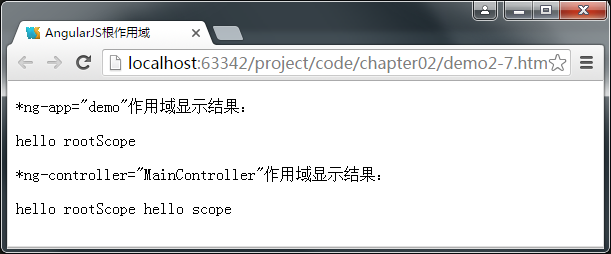 AngularJS根作用域
localhost:63342/project/code/chapter02/demo2-7.htm
*ng-app="demo"作用域显示结果：
hello rootScope
*ng-controller="MainController"作用域显示结果：
hello rootScope hello scope